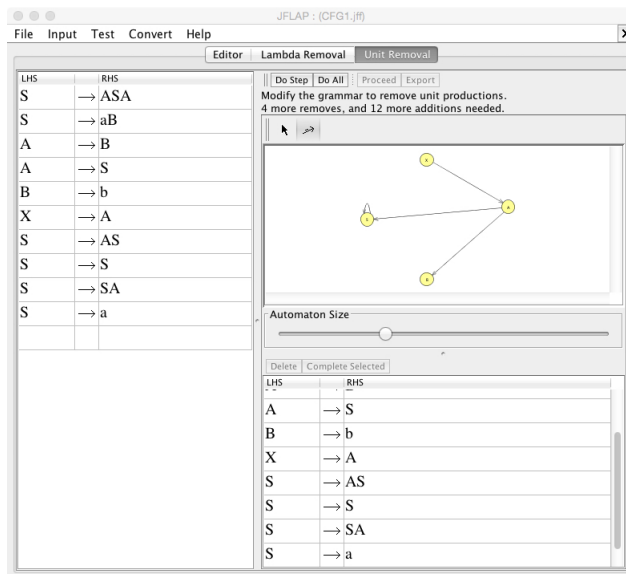 JFLAP : (CFG1.jff)
File Input Test Convert Help
Editor Lambda Removal Unit Removal
LHS RHS
S → ASA
S → aB
A → B
A → S
B → b
X → A
S → AS
S → S
S → SA
S → a
Do Step Do All Proceed Export
Modify the grammar to remove unit productions.
4 more removes, and 12 more additions needed.
X
A
S
B
Automaton Size
Delete Complete Selected
LHS RHS
A → S
B → b
X → A
S → AS
S → S
S → SA
S → a